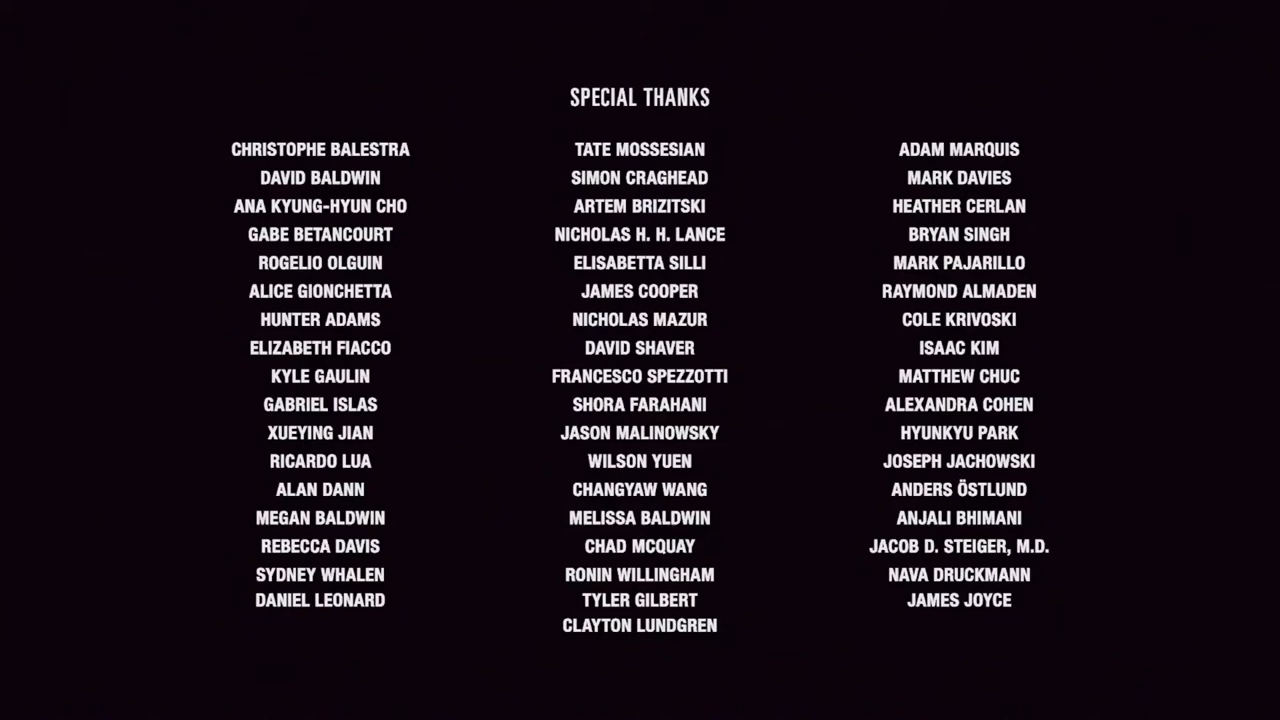 SPECIAL THANKS
CHRISTOPHE BALESTRA
DAVID BALDWIN
ANA KYUNG-HYUN CHO
GABE BETANCOURT
ROGELIO OLGUIN
ALICE GIONCHETTA
HUNTER ADAMS
ELIZABETH FIACCO
KYLE GAULIN
GABRIEL ISLAS
XUEYING JIAN
RICARDO LUA
ALAN DANN
MEGAN BALDWIN
REBECCA DAVIS
SYDNEY WHALEN
DANIEL LEONARD
TATE MOSSESIAN
SIMON CRAGHEAD
ARTEM BRIZITSKI
NICHOLAS H. H. LANCE
ELISABETTA SILLI
JAMES COOPER
NICHOLAS MAZUR
DAVID SHAVER
FRANCESCO SPEZZOTTI
SHORA FARAHANI
JASON MALINOWSKY
WILSON YUEN
CHANGYAW WANG
MELISSA BALDWIN
CHAD MCQUAY
RONIN WILLINGHAM
TYLER GILBERT
CLAYTON LUNDGREN
ADAM MARQUIS
MARK DAVIES
HEATHER CERLAN
BRYAN SINGH
MARK PAJARILLO
RAYMOND ALMADEN
COLE KRIVOSKI
ISAAC KIM
MATTHEW CHUC
ALEXANDRA COHEN
HYUNKYU PARK
JOSEPH JACHOWSKI
ANDERS ÖSTLUND
ANJALI BHIMANI
JACOB D. STEIGER, M.D.
NAVA DRUCKMANN
JAMES JOYCE